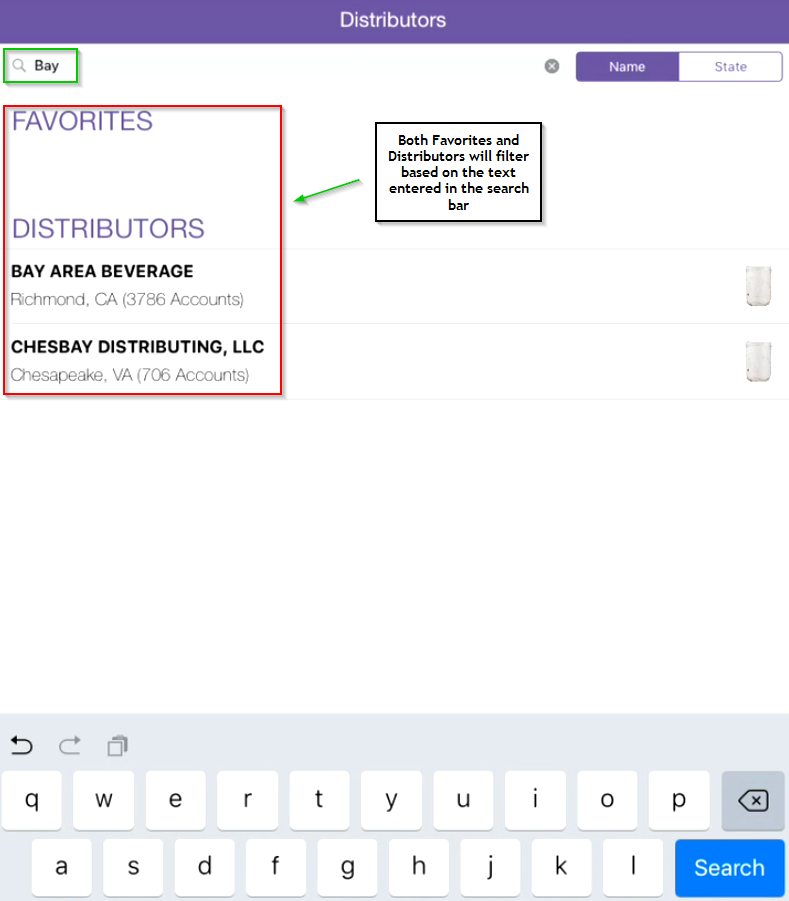 Distributors
Bay
Name
State
FAVORITES
Both Favorites and
Distributors will filter
based on the text
entered in the search
bar
DISTRIBUTORS
BAY AREA BEVERAGE
Richmond, CA (3786 Accounts)
CHESBAY DISTRIBUTING, LLC
Chesapeake, VA (706 Accounts)
q w e r t y u i o p
a s d f g h j k l Search